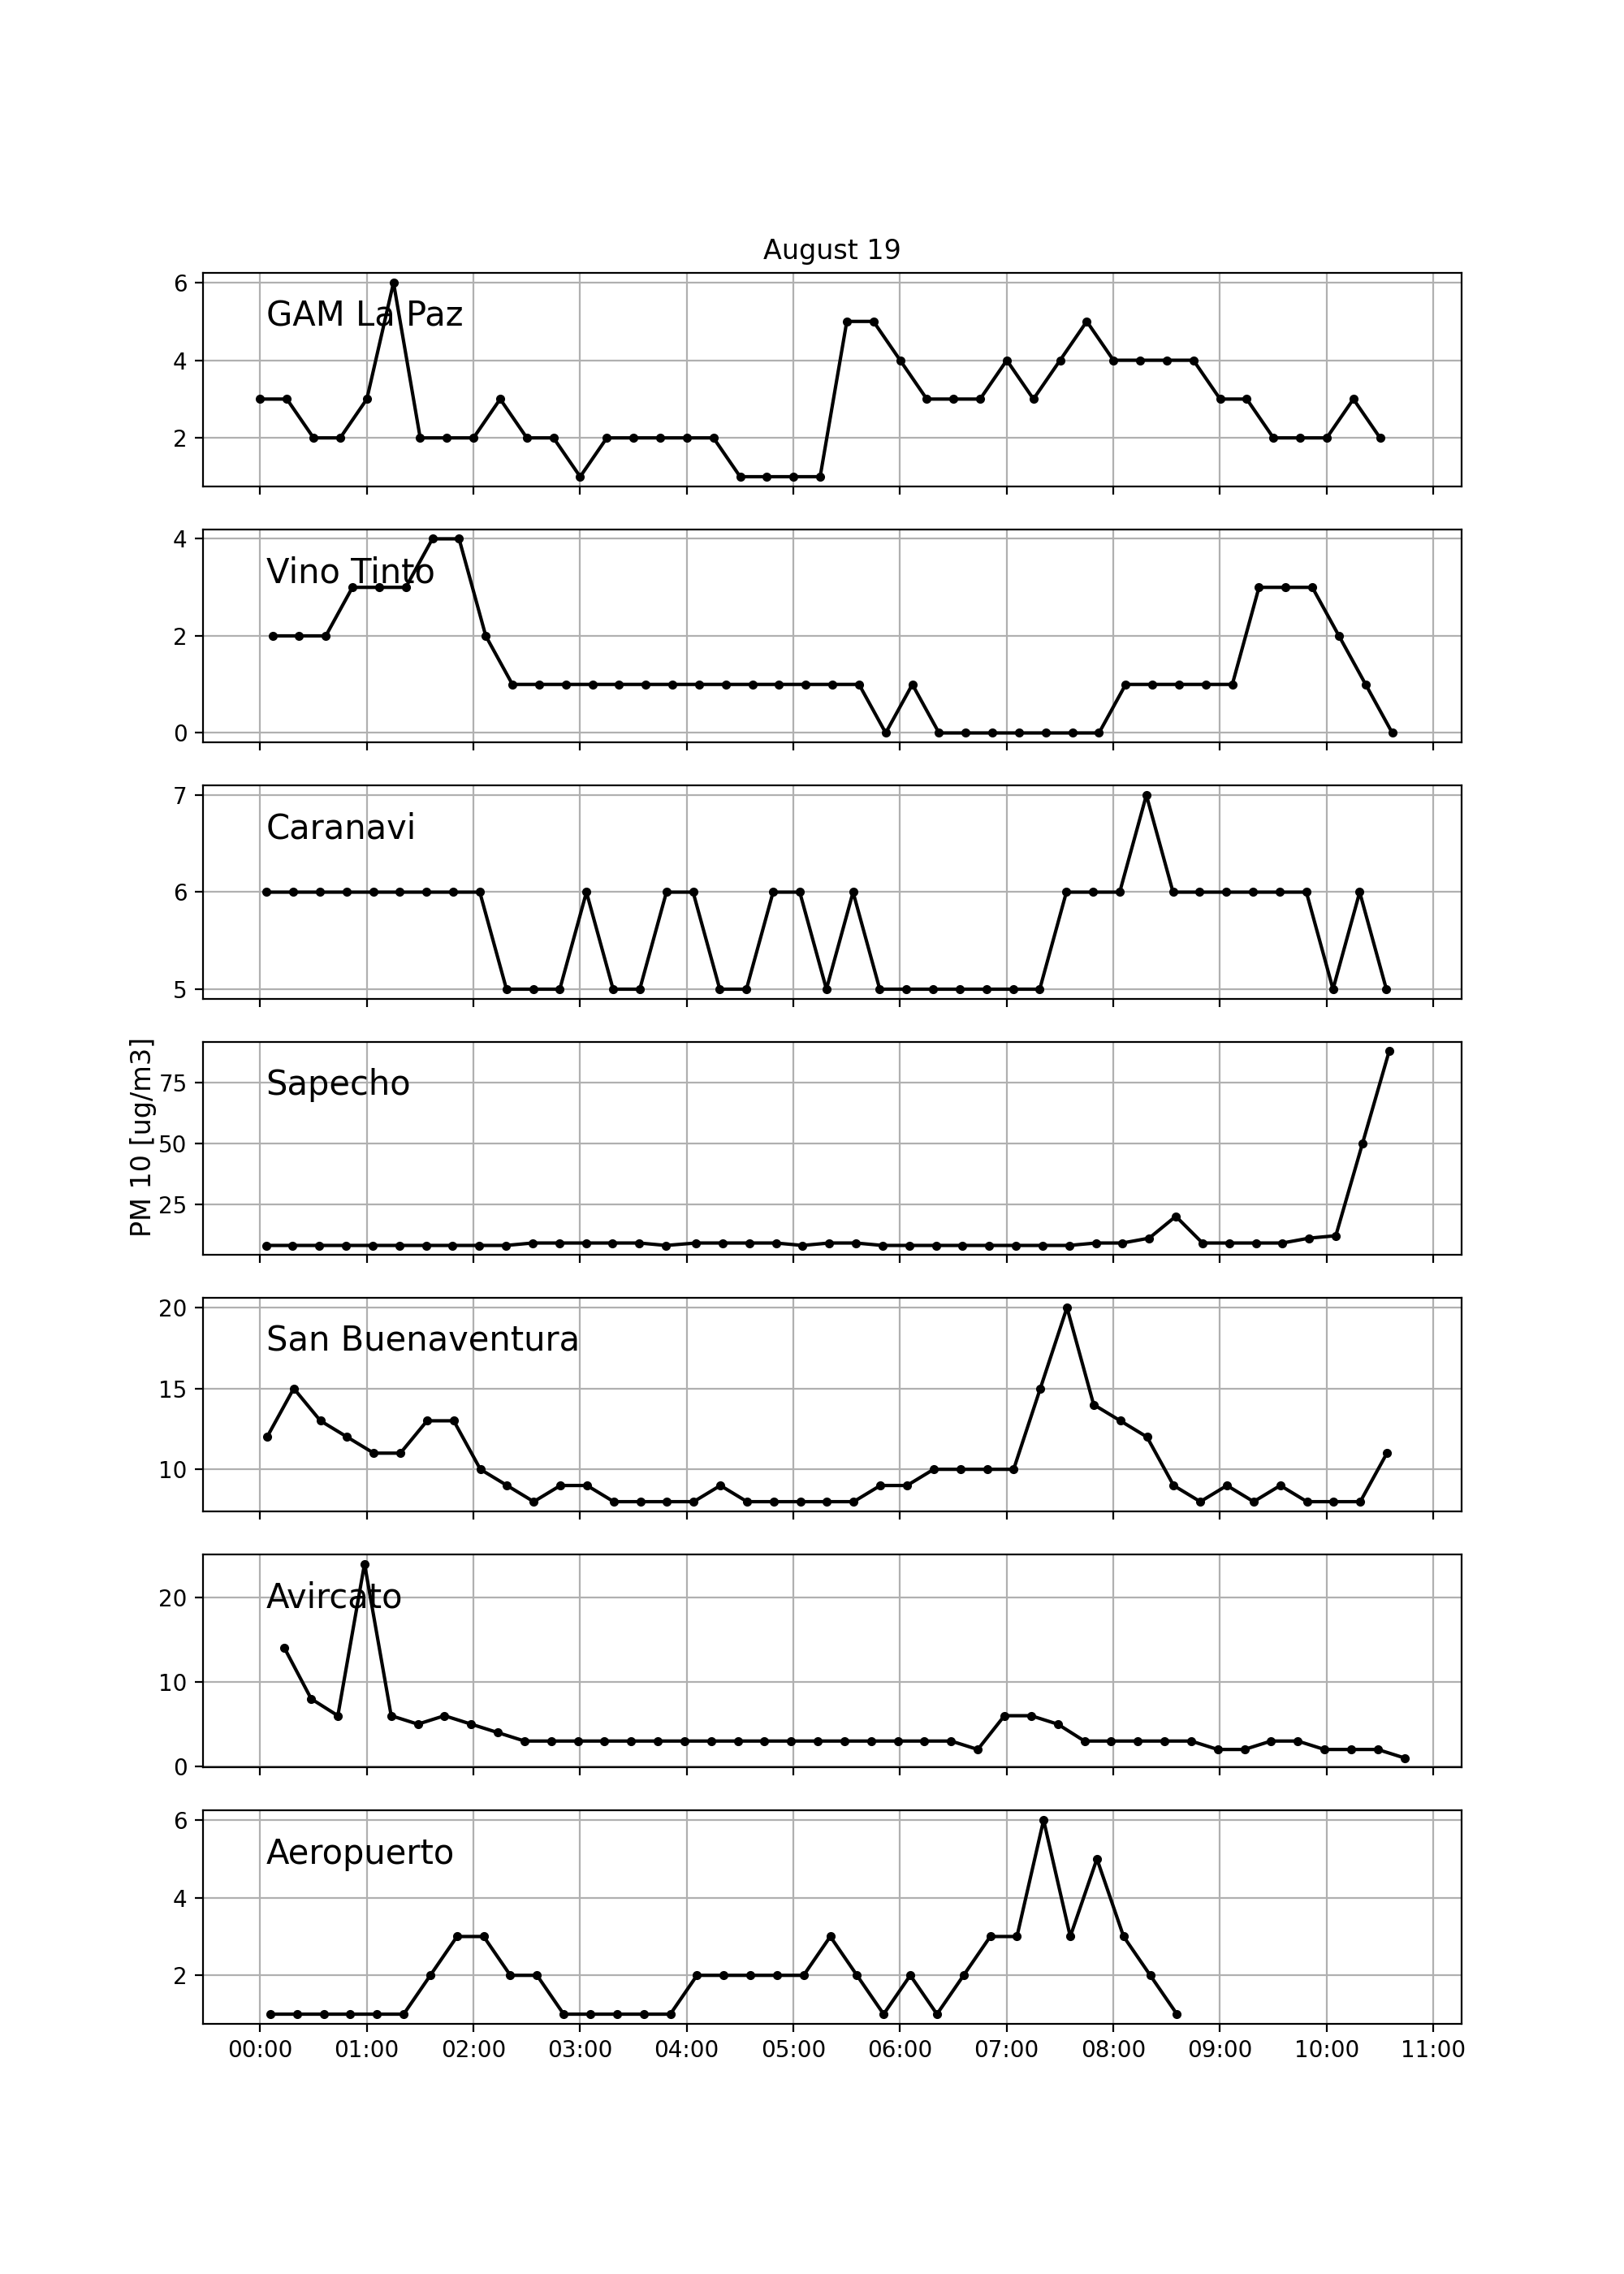 August 19
6
GAM La Paz
4
2
4
Vino Tinto
2
0
7
Caranavi
6
5
PM 10 [ug/m3]
Sapecho
75
50
25
20
San Buenaventura
15
10
Avircato
20
10
0
6
Aeropuerto
4
2
00:00 01:00 02:00 03:00 04:00 05:00 06:00 07:00 08:00 09:00 10:00 11:00